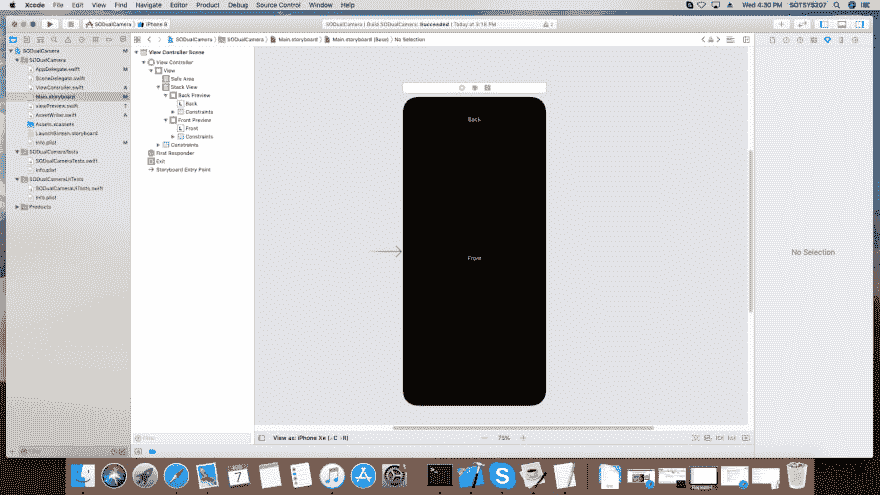 Xcode File Edit View Find Navigate Editor Product Debug Source Control Window Help
Wed 4:30 PM SOTSYS207
SODualCamera iPhone 8
SODualCamera | Build SODualCamera: Succeeded | Today at 3:18 PM
SODualCamera M
SODualCamera
AppDelegate.swift M
SceneDelegate.swift
ViewController.swift A
Main.storyboard M
viewPreview.swift
AssetWriter.swift A
Assets.xcassets
LaunchScreen.storyboard
Info.plist M
SODualCameraTests
SODualCameraTests.swift
Info.plist
SODualCameraUITests
SODualCameraUITests.swift
Info.plist
Products
Filter
SODualCamera SODualCamera Main.storyboard Main.storyboard (Base) No Selection
View Controller Scene
View Controller
View
Safe Area
Stack View
Back Preview
L Back
Constraints
Front Preview
L Front
Constraints
Constraints
First Responder
Exit
Storyboard Entry Point
Filter
Back
Front
View as: iPhone
75%
No Selection
7